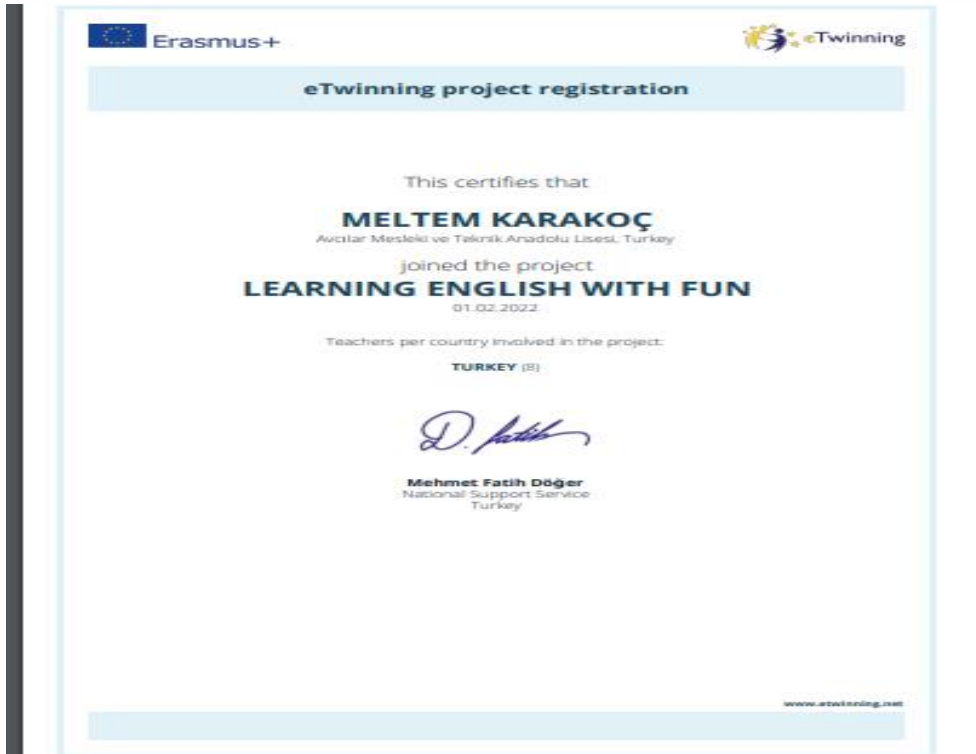 Erasmus+
eTwinning
eTwinning project registration
This certifies that
MELTEM KARAKOÇ
Avcılar Mesleki ve Teknik Anadolu Lisesi, Turkey
joined the project
LEARNING ENGLISH WITH FUN
01.02.2022
Teachers per country involved in the project:
TURKEY (8)
D. Fatih
Mehmet Fatih Döğer
National Support Service
Turkey
www.etwinning.net